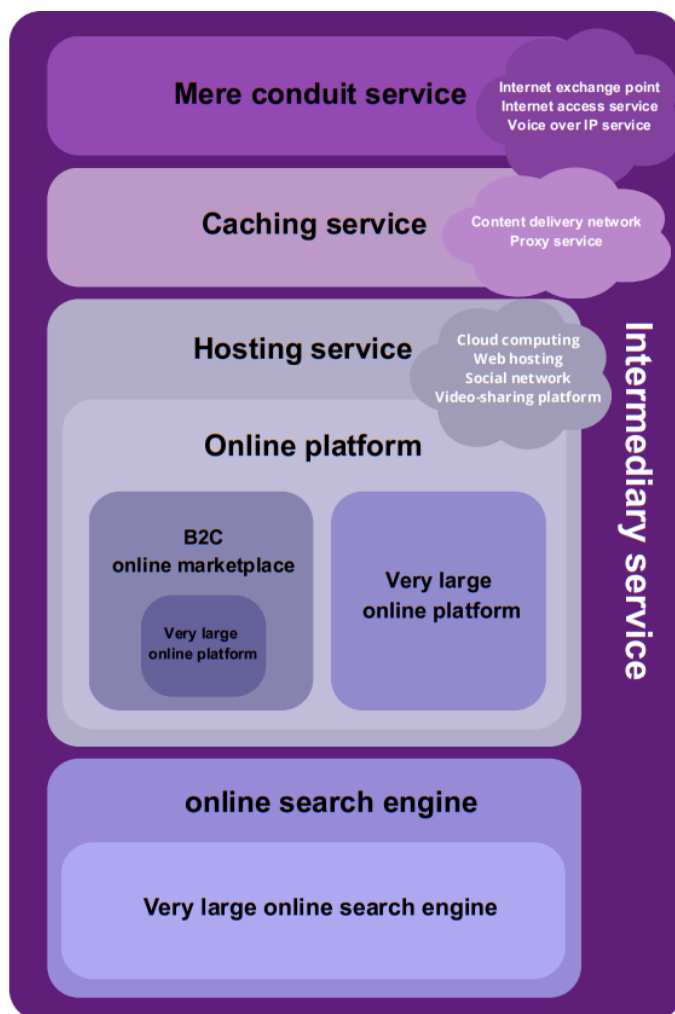 Mere conduit service
Internet exchange point
Internet access service
Voice over IP service
Caching service
Content delivery network
Proxy service
Hosting service
Cloud computing
Web hosting
Social network
Video-sharing platform
Online platform
B2C
online marketplace
Very large
online platform
Very large
online platform
Intermediary service
online search engine
Very large online search engine